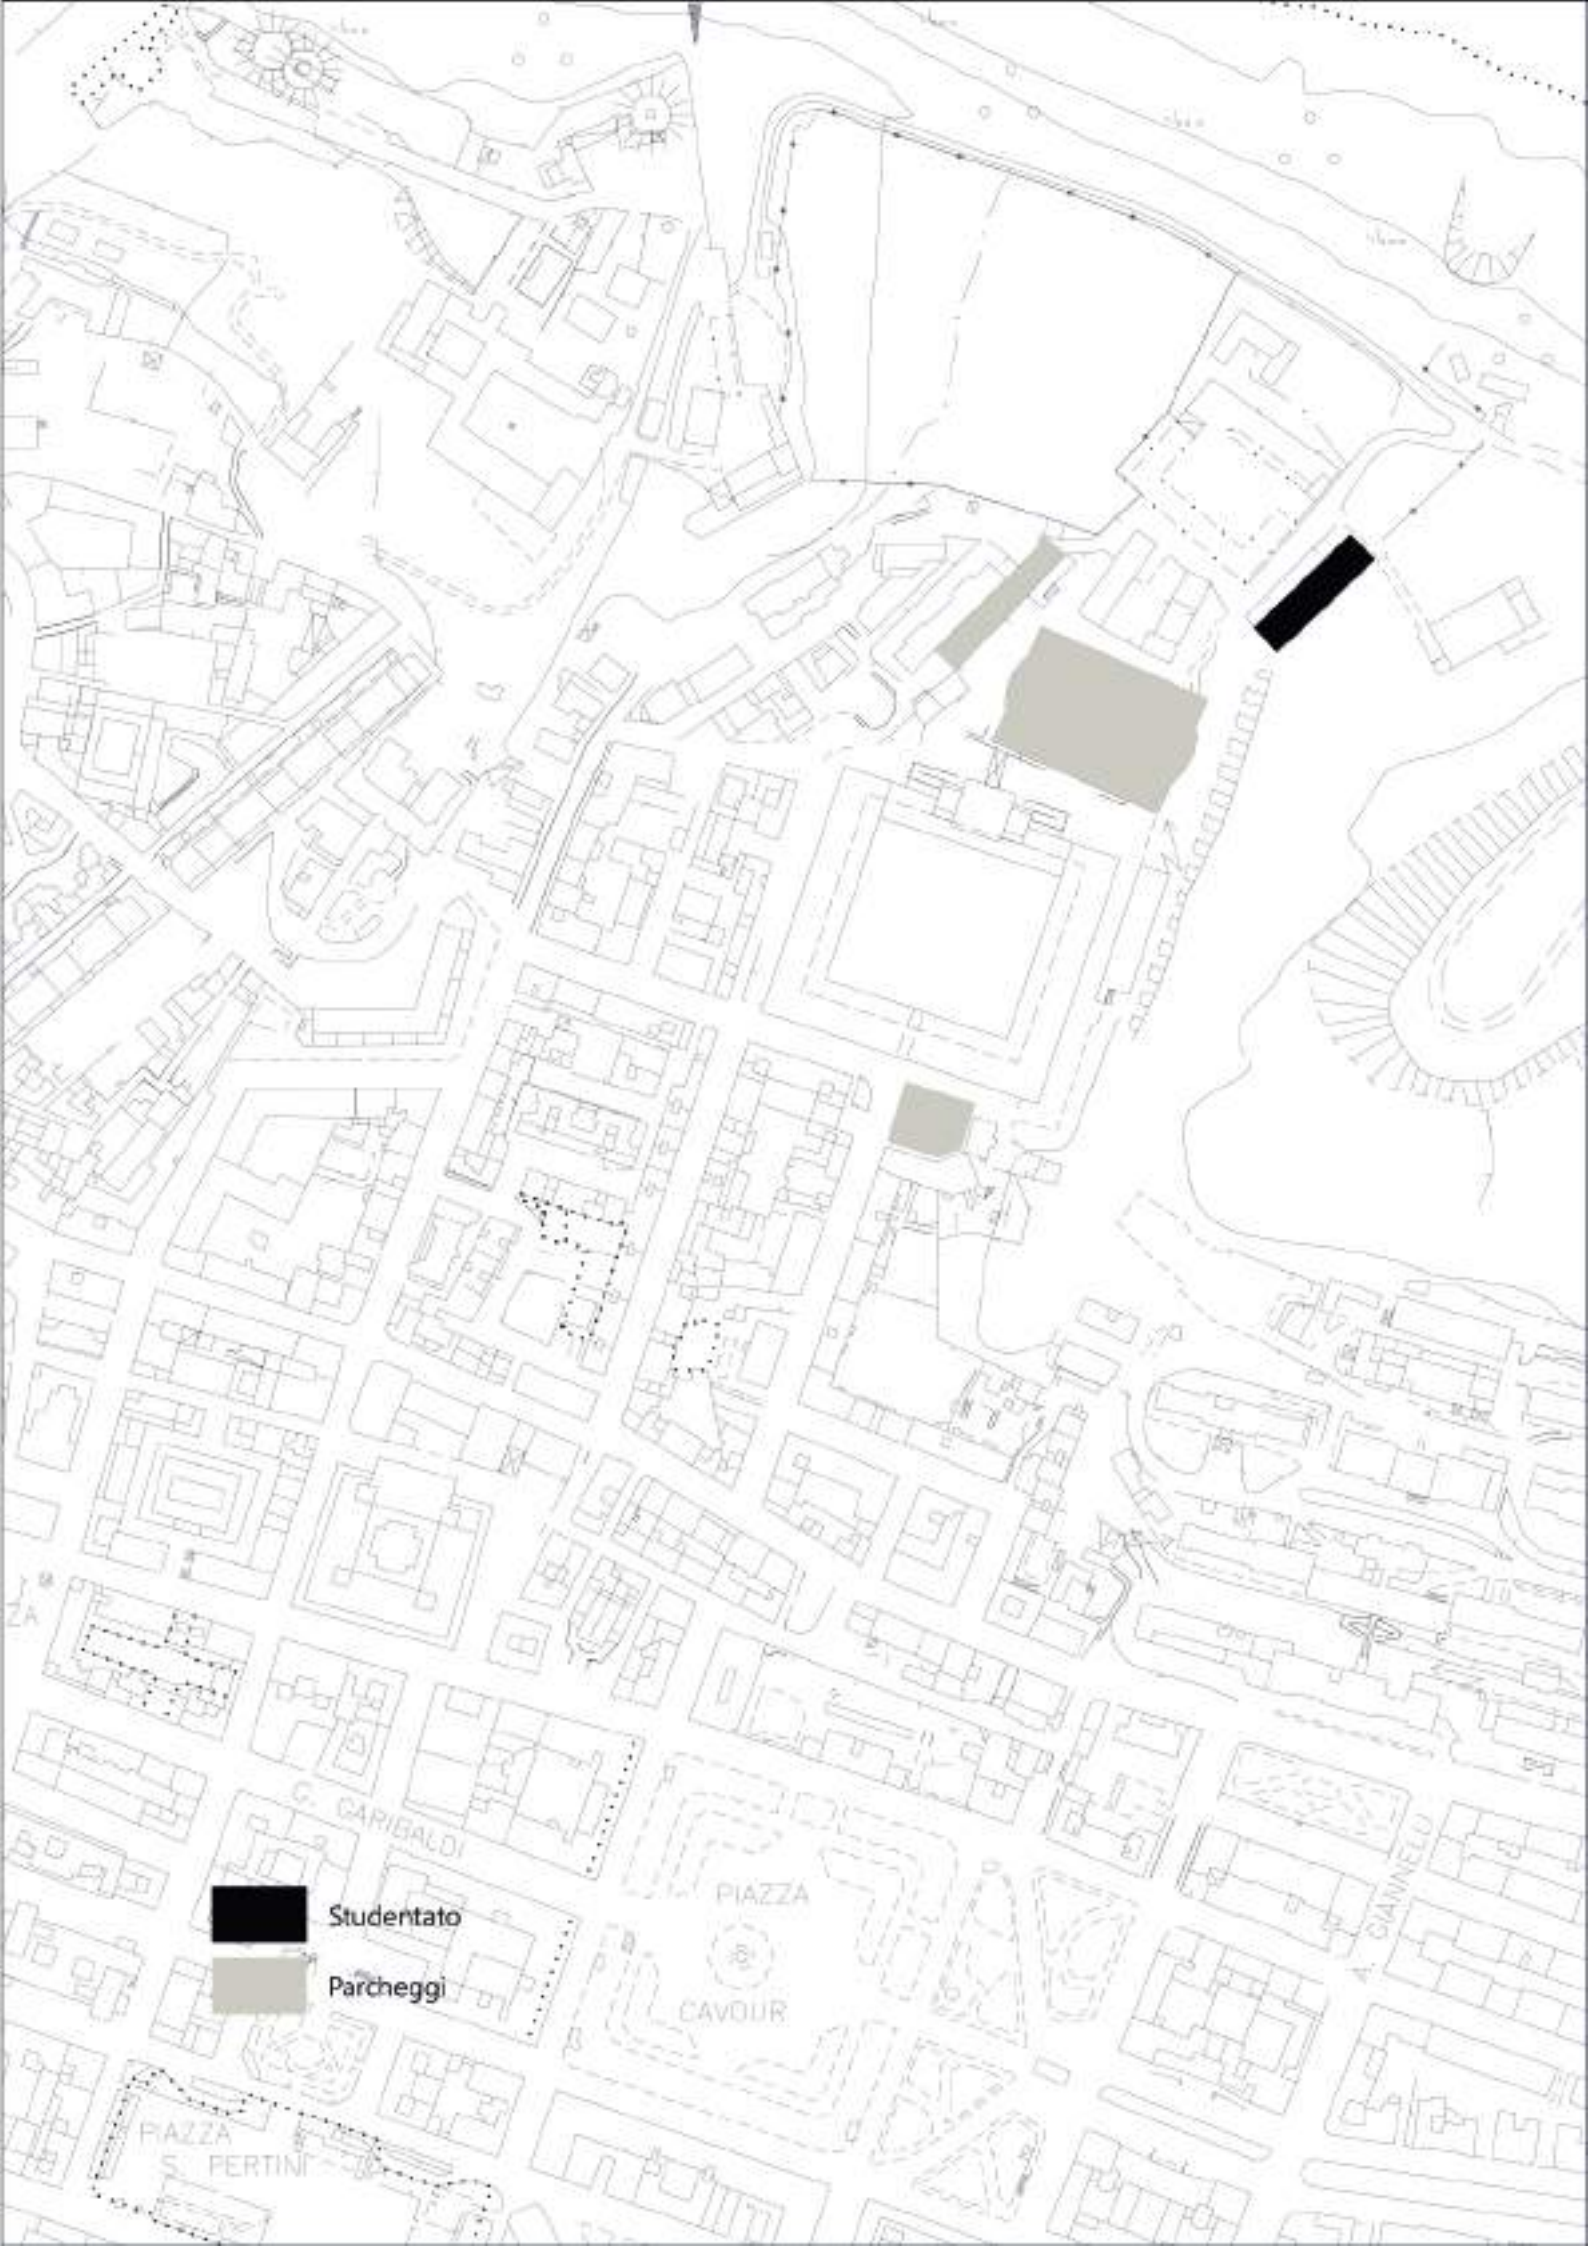 C. GARIBALDI
PIAZZA
CAVOUR
A. GIANNELLI
Studentato
Parcheggi
PIAZZA
S. PERTINI